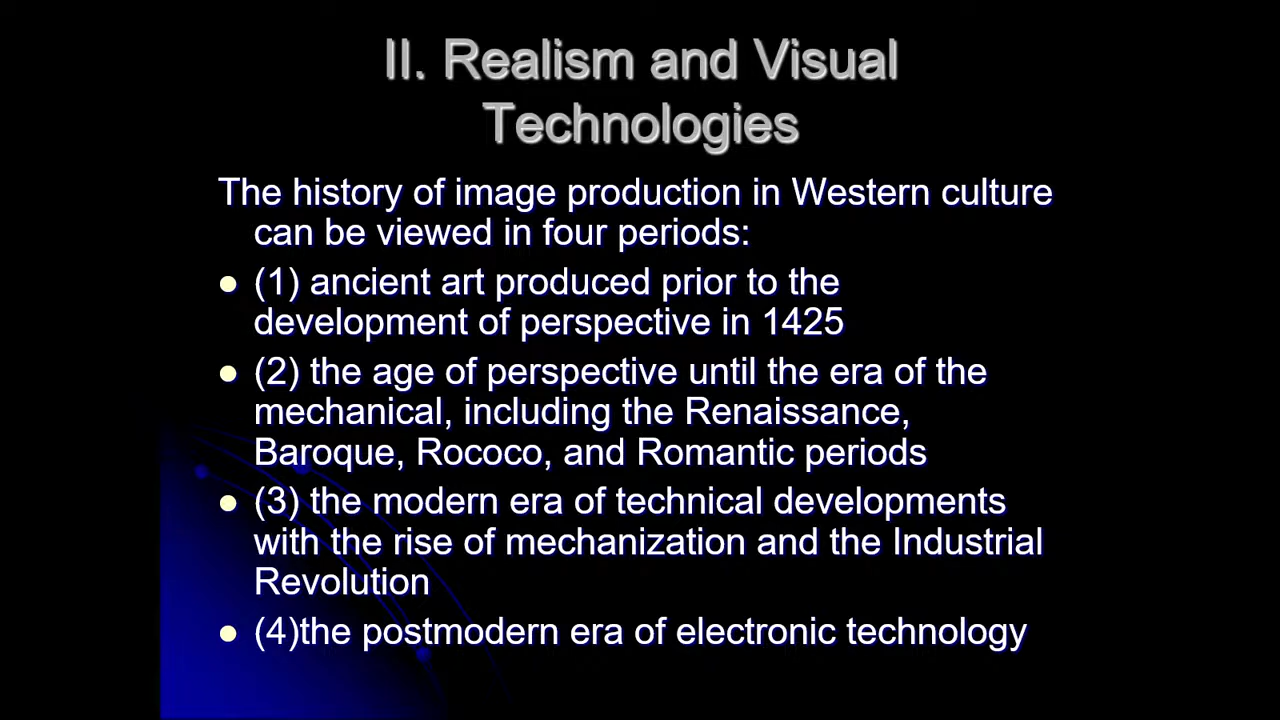 II. Realism and Visual
Technologies
The history of image production in Western culture
can be viewed in four periods:
(1) ancient art produced prior to the
development of perspective in 1425
(2) the age of perspective until the era of the
mechanical, including the Renaissance,
Baroque, Rococo, and Romantic periods
(3) the modern era of technical developments
with the rise of mechanization and the Industrial
Revolution
(4)the postmodern era of electronic technology